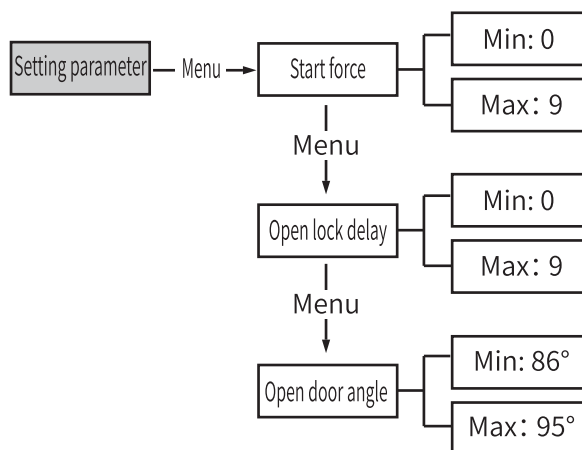 Setting parameter
Menu
Start force
Min: 0
Max: 9
Menu
Open lock delay
Min: 0
Max: 9
Menu
Open door angle
Min: 86°
Max: 95°